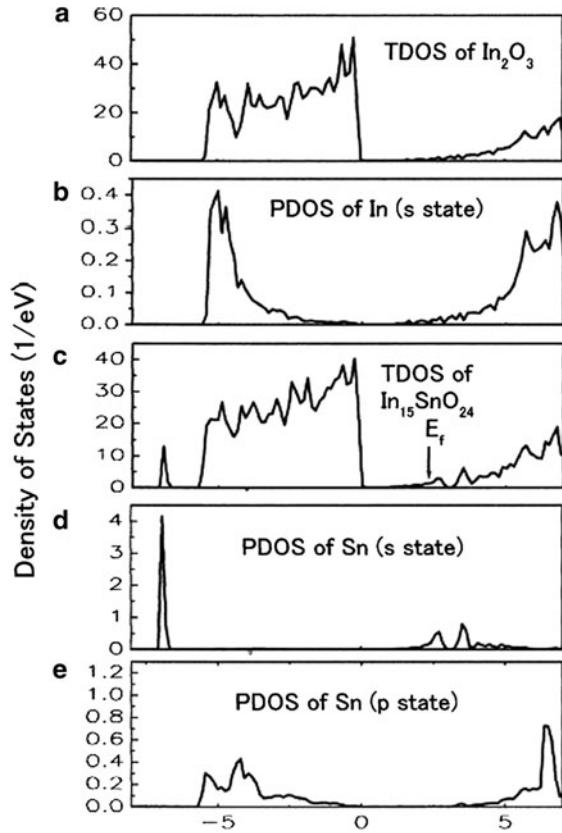 a
60
40
20
0
TDOS of In₂O₃
b
0.4
0.3
0.2
0.1
0.0
PDOS of In (s state)
c
40
30
20
10
0
TDOS of
In₁₅SnO₂₄
E_f
d
4
3
2
1
0
PDOS of Sn (s state)
e
1.2
1.0
0.8
0.6
0.4
0.2
0.0
PDOS of Sn (p state)
−5
0
5
Density of States (1/eV)